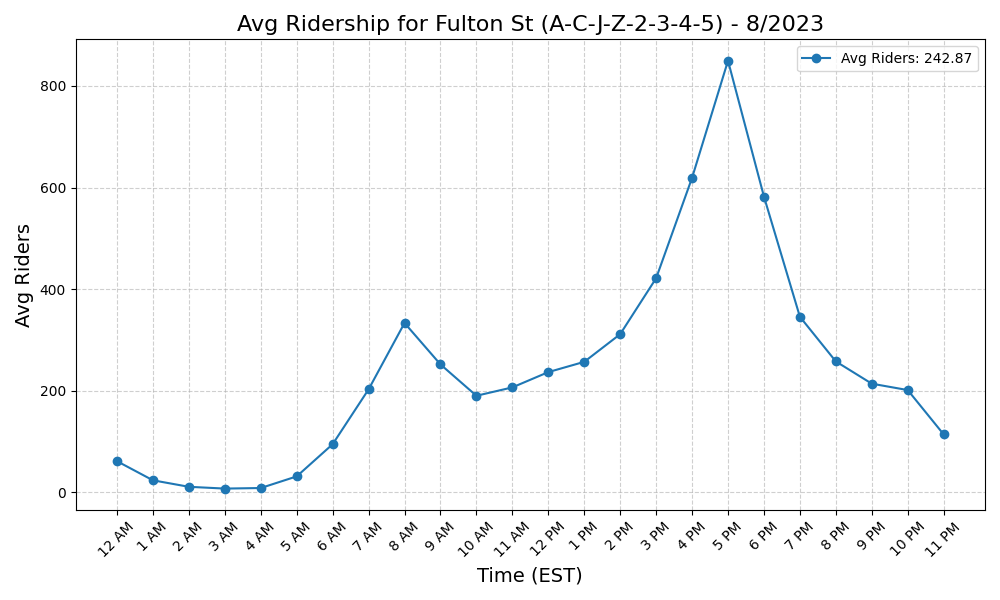 Avg Ridership for Fulton St (A-C-J-Z-2-3-4-5) - 8/2023
Avg Riders: 242.87
Avg Riders
800
600
400
200
0
12 AM
1 AM
2 AM
3 AM
4 AM
5 AM
6 AM
7 AM
8 AM
9 AM
10 AM
11 AM
12 PM
1 PM
2 PM
3 PM
4 PM
5 PM
6 PM
7 PM
8 PM
9 PM
10 PM
11 PM
Time (EST)